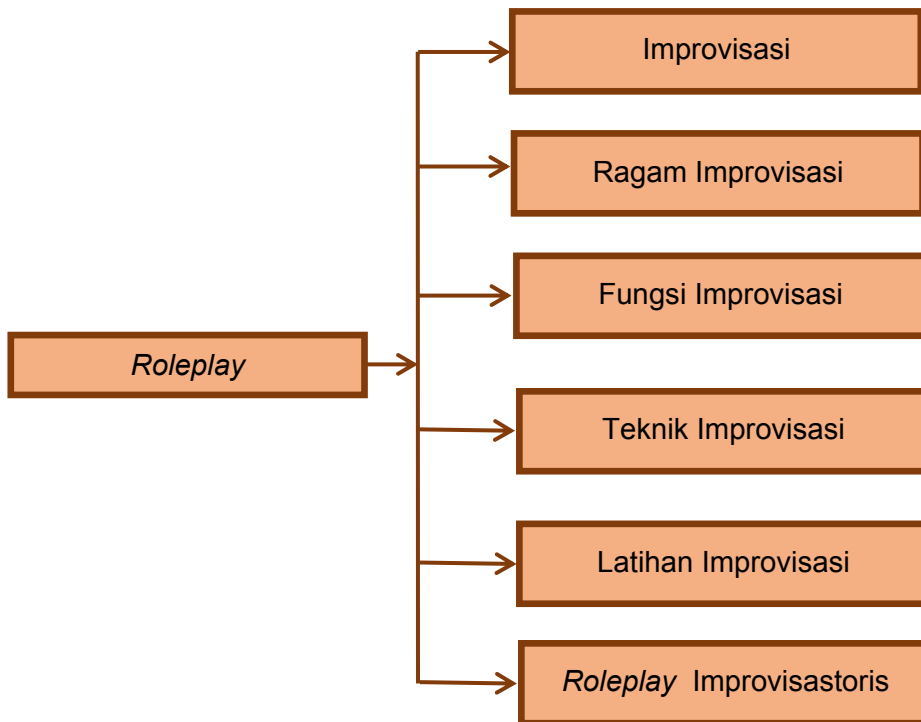 Improvisasi
Ragam Improvisasi
Fungsi Improvisasi
Roleplay
Teknik Improvisasi
Latihan Improvisasi
Roleplay Improvisastoris